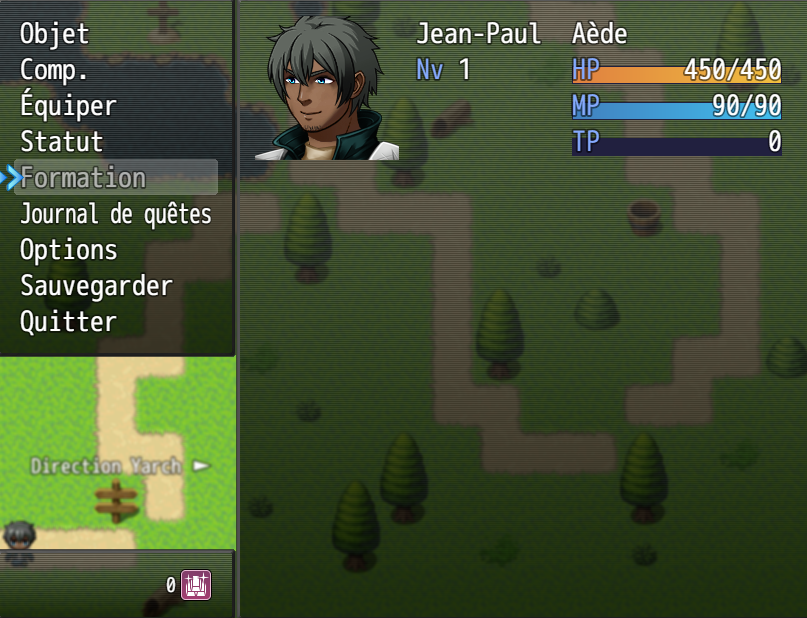 Objet
Comp.
Équiper
Statut
Formation
Journal de quêtes
Options
Sauvegarder
Quitter
Jean-Paul Aède
Nv 1
HP 450/450
MP 90/90
TP 0
Direction Yarch ►
0